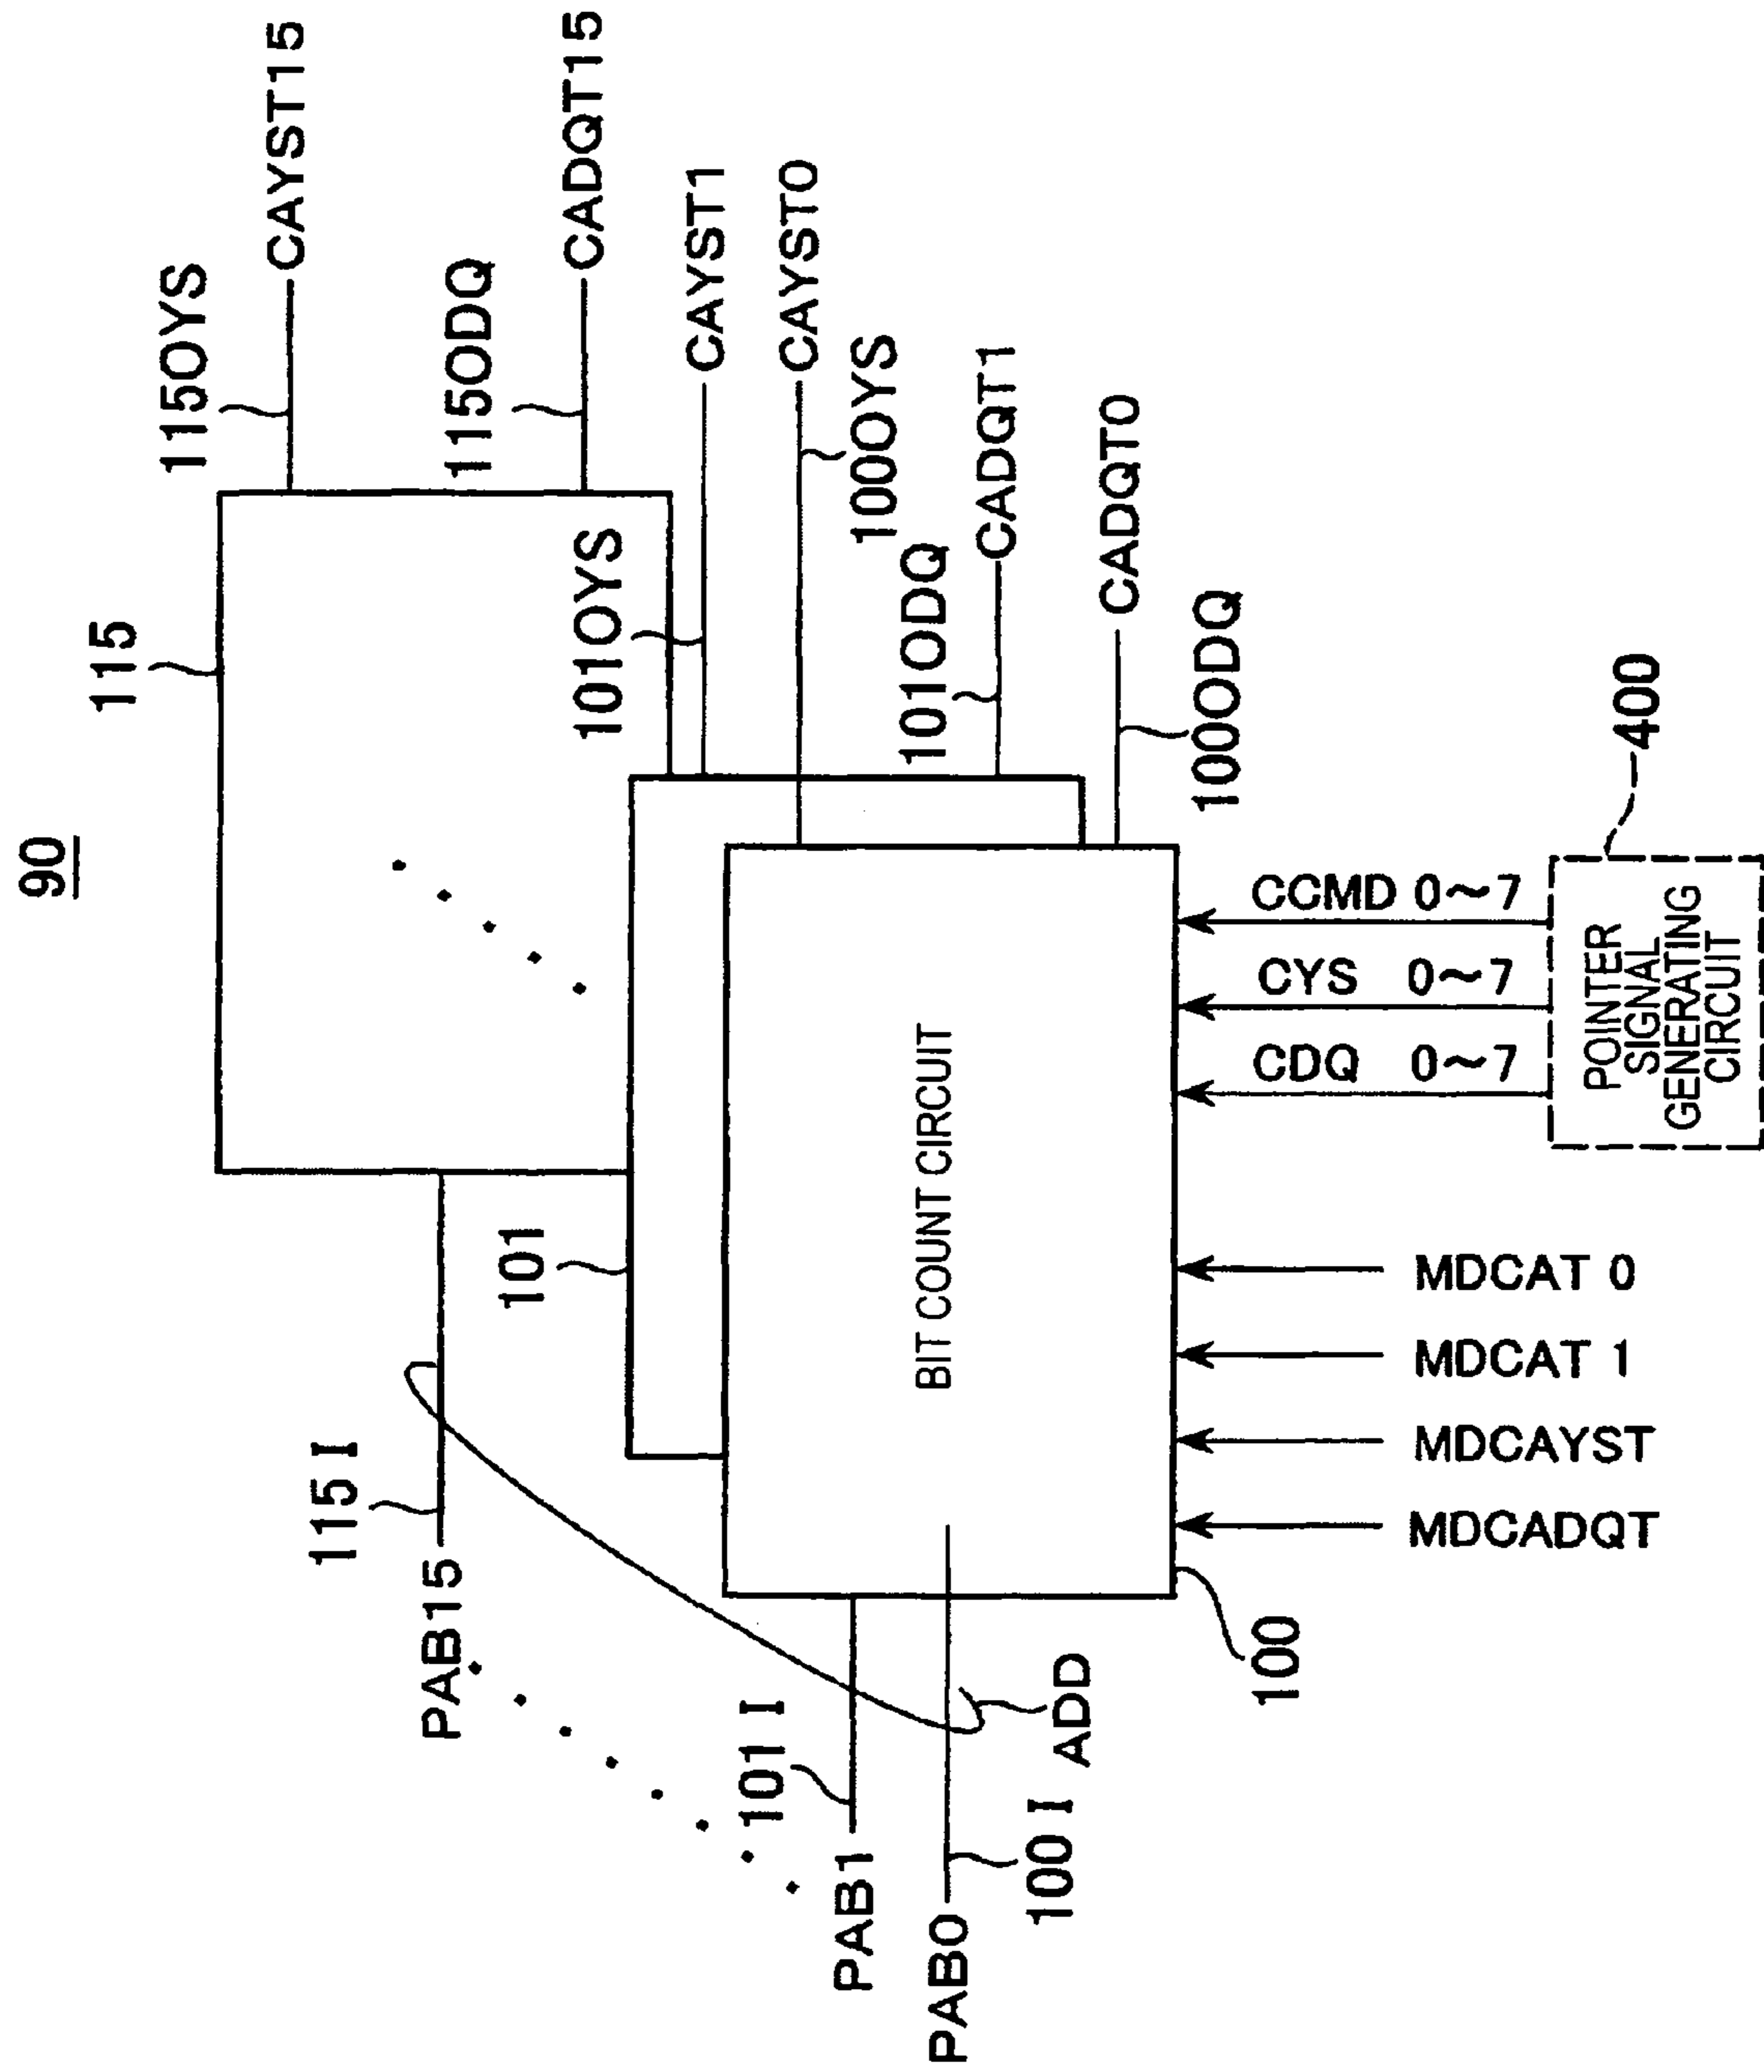 90
115
115OYS
CAYST15
115ODQ
CADQT15
101OYS
CAYST1
CAYST0
100OYS
101ODQ
CADQT1
CADQT0
100ODQ
101
115 I
PAB15
101 I
PAB1
PAB0
100 I
ADD
BIT COUNT CIRCUIT
100
MDCADQT
MDCAYST
MDCAT 1
MDCAT 0
CDQ 0~7
CYS 0~7
CCMD 0~7
POINTER
SIGNAL
GENERATING
CIRCUIT
400